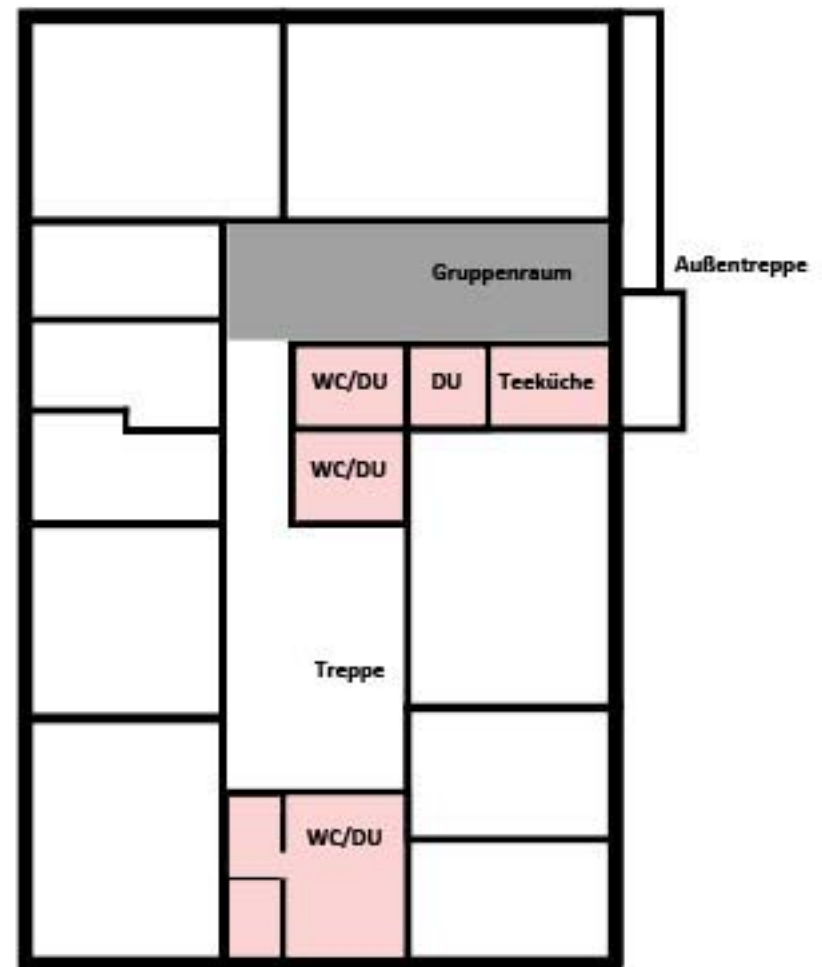 Gruppenraum
Außentreppe
WC/DU
DU
Teeküche
WC/DU
Treppe
WC/DU